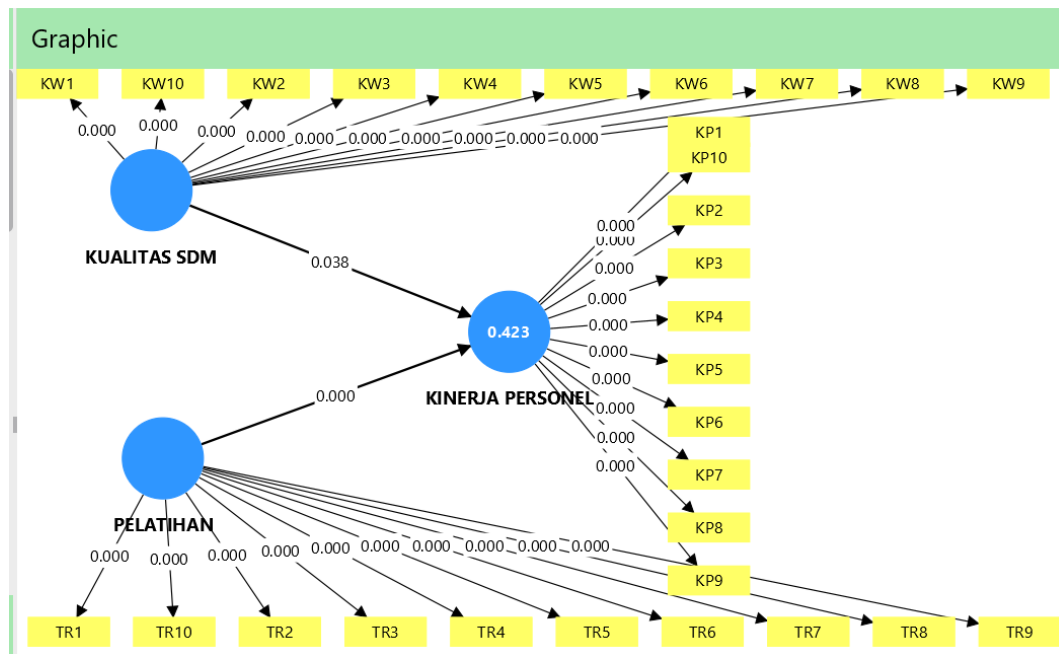 Graphic
KW1 KW10 KW2 KW3 KW4 KW5 KW6 KW7 KW8 KW9
0.000 0.000 0.000 0.000 0.000 0.000 0.000 0.000 0.000 0.000
KUALITAS SDM
0.038
KP1
KP10
KP2
KP3
KP4
KP5
KP6
KP7
KP8
KP9
0.000
0.000
0.000
0.000
0.000
0.000
0.000
0.000
0.000
0.000
0.423
KINERJA PERSONEL
0.000
PELATIHAN
0.000 0.000 0.000 0.000 0.000 0.000 0.000 0.000 0.000 0.000
TR1 TR10 TR2 TR3 TR4 TR5 TR6 TR7 TR8 TR9